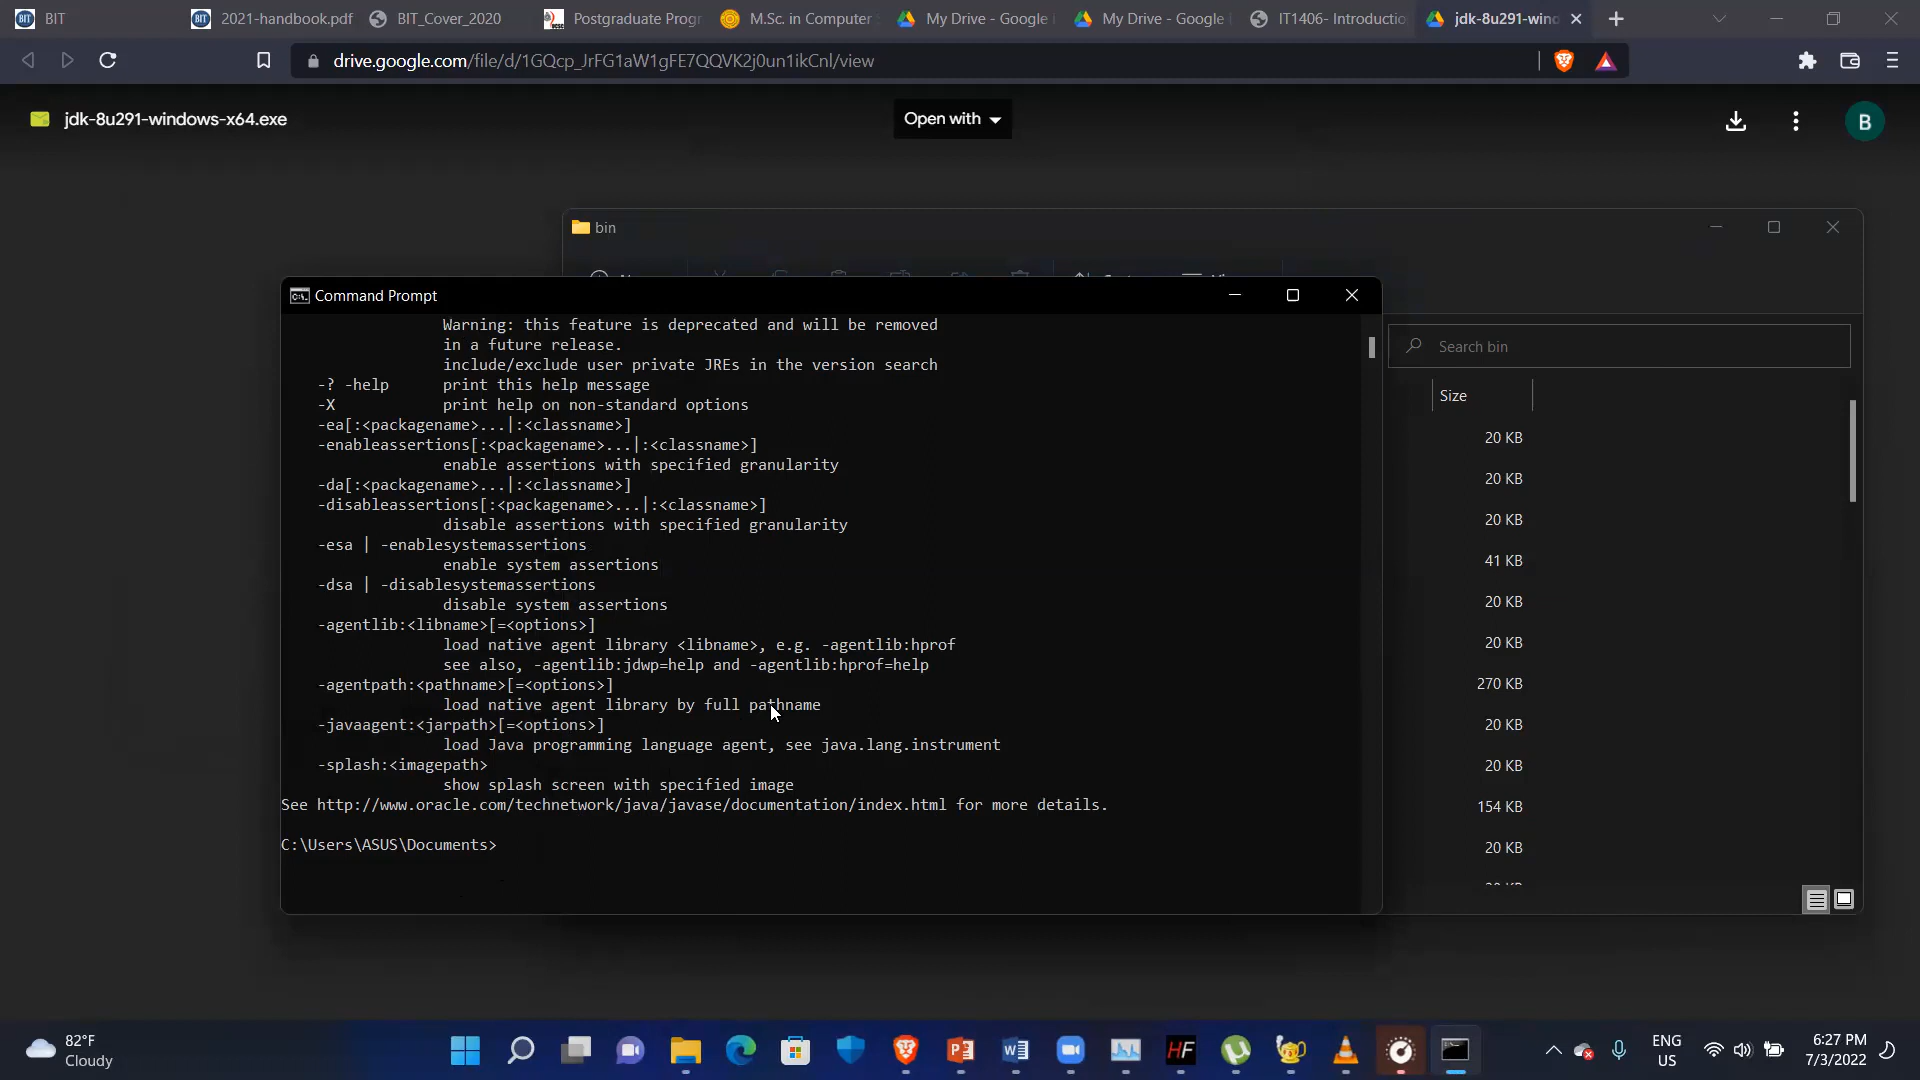 BIT
2021-handbook.pdf
BIT_Cover_2020
Postgraduate Progr
M.Sc. in Computer
My Drive - Google
My Drive - Google
IT1406- Introductio
jdk-8u291-wind
drive.google.com/file/d/1GQcp_JrFG1aW1gFE7QQVK2j0un1ikCnl/view
jdk-8u291-windows-x64.exe
Open with
B
bin
Command Prompt
Warning: this feature is deprecated and will be removed
in a future release.
include/exclude user private JREs in the version search
-? -help      print this help message
-X            print help on non-standard options
-ea[:<packagename>...|:<classname>]
-enableassertions[:<packagename>...|:<classname>]
enable assertions with specified granularity
-da[:<packagename>...|:<classname>]
-disableassertions[:<packagename>...|:<classname>]
disable assertions with specified granularity
-esa | -enablesystemassertions
enable system assertions
-dsa | -disablesystemassertions
disable system assertions
-agentlib:<libname>[=<options>]
load native agent library <libname>, e.g. -agentlib:hprof
see also, -agentlib:jdwp=help and -agentlib:hprof=help
-agentpath:<pathname>[=<options>]
load native agent library by full pathname
-javaagent:<jarpath>[=<options>]
load Java programming language agent, see java.lang.instrument
-splash:<imagepath>
show splash screen with specified image
See http://www.oracle.com/technetwork/java/javase/documentation/index.html for more details.
C:\Users\ASUS\Documents>
Search bin
Size
20 KB
20 KB
20 KB
41 KB
20 KB
20 KB
270 KB
20 KB
20 KB
154 KB
20 KB
82°F
Cloudy
HF
ENG
US
6:27 PM
7/3/2022